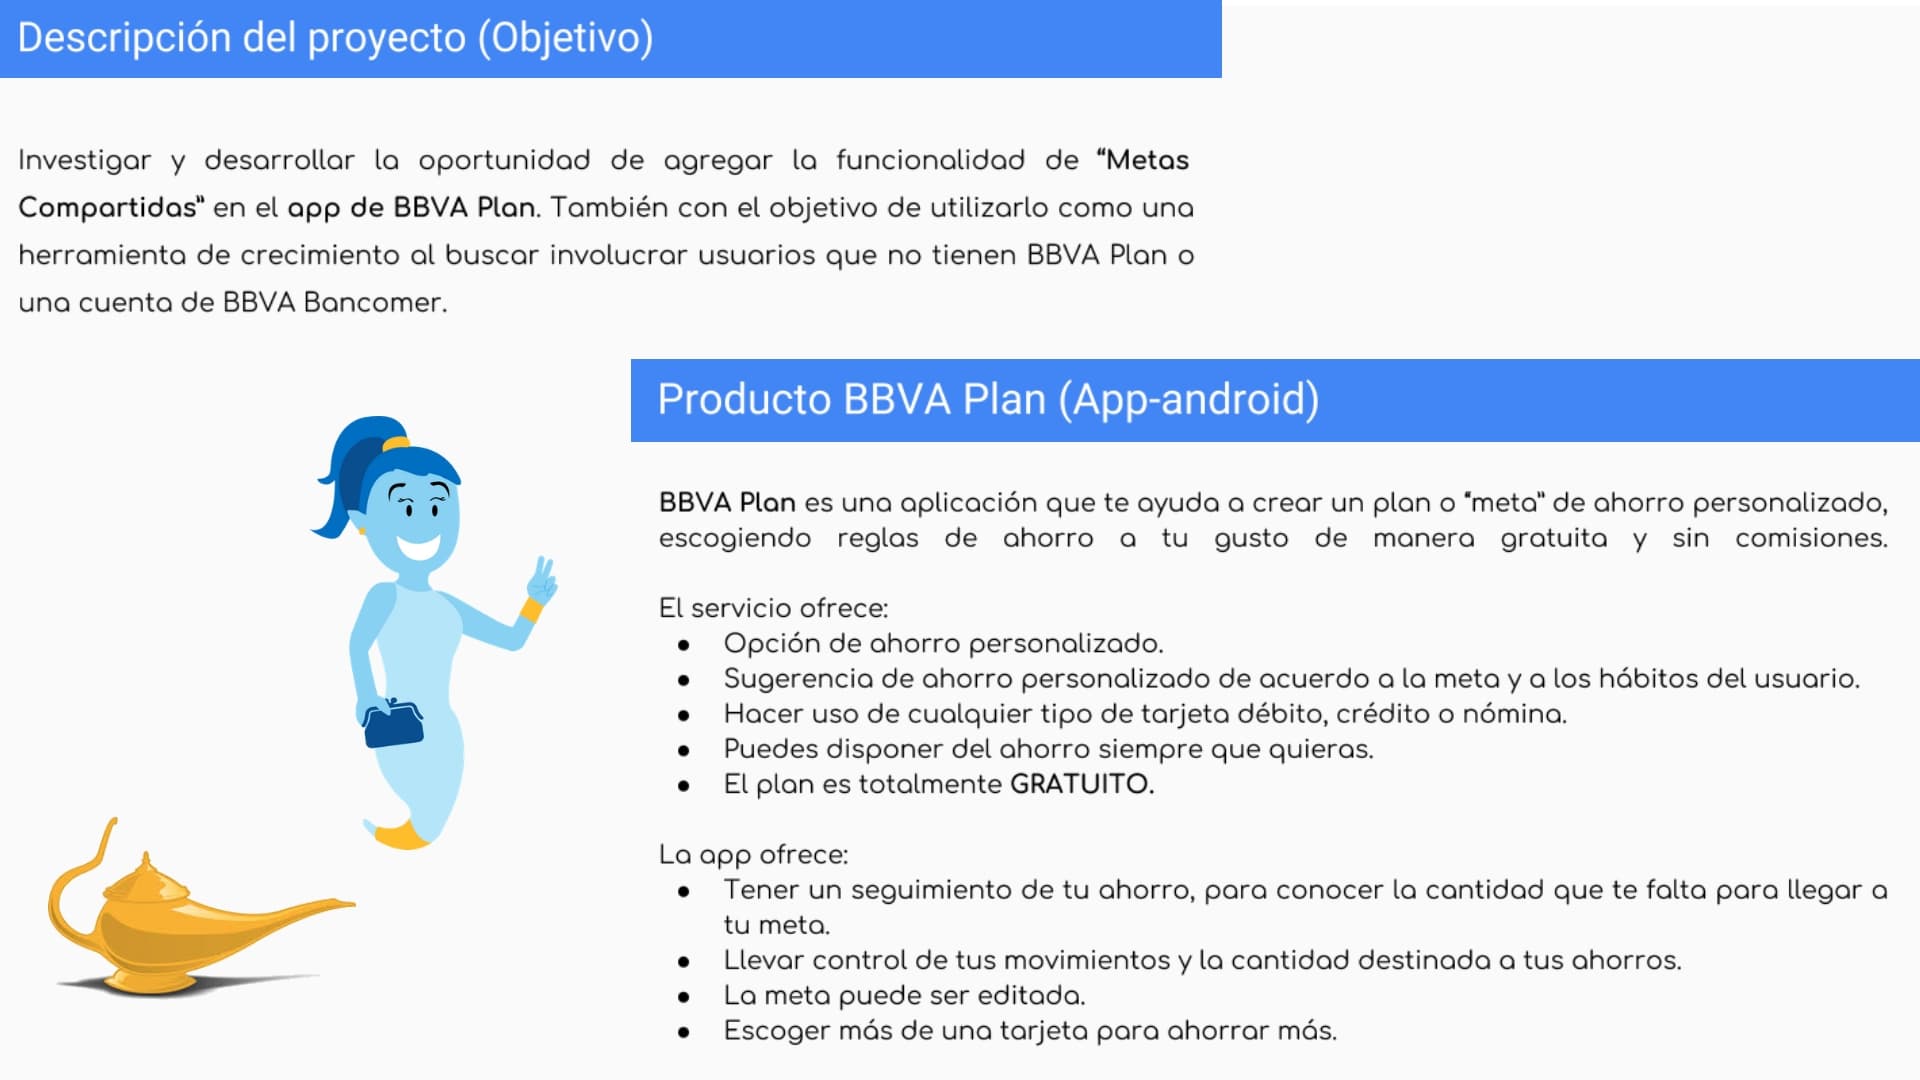 Descripción del proyecto (Objetivo)
Investigar y desarrollar la oportunidad de agregar la funcionalidad de “Metas
Compartidas” en el app de BBVA Plan. También con el objetivo de utilizarlo como una
herramienta de crecimiento al buscar involucrar usuarios que no tienen BBVA Plan o
una cuenta de BBVA Bancomer.
Producto BBVA Plan (App-android)
BBVA Plan es una aplicación que te ayuda a crear un plan o “meta” de ahorro personalizado,
escogiendo reglas de ahorro a tu gusto de manera gratuita y sin comisiones.
El servicio ofrece:
● Opción de ahorro personalizado.
● Sugerencia de ahorro personalizado de acuerdo a la meta y a los hábitos del usuario.
● Hacer uso de cualquier tipo de tarjeta débito, crédito o nómina.
● Puedes disponer del ahorro siempre que quieras.
● El plan es totalmente GRATUITO.
La app ofrece:
● Tener un seguimiento de tu ahorro, para conocer la cantidad que te falta para llegar a
tu meta.
● Llevar control de tus movimientos y la cantidad destinada a tus ahorros.
● La meta puede ser editada.
● Escoger más de una tarjeta para ahorrar más.